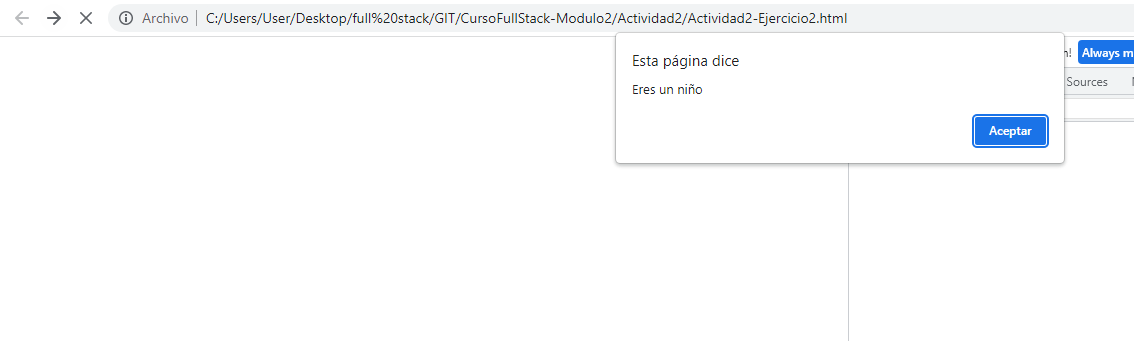 Archivo C:/Users/User/Desktop/full%20stack/GIT/CursoFullStack-Modulo2/Actividad2/Actividad2-Ejercicio2.html
Esta página dice
Eres un niño
Aceptar
Always m
Sources